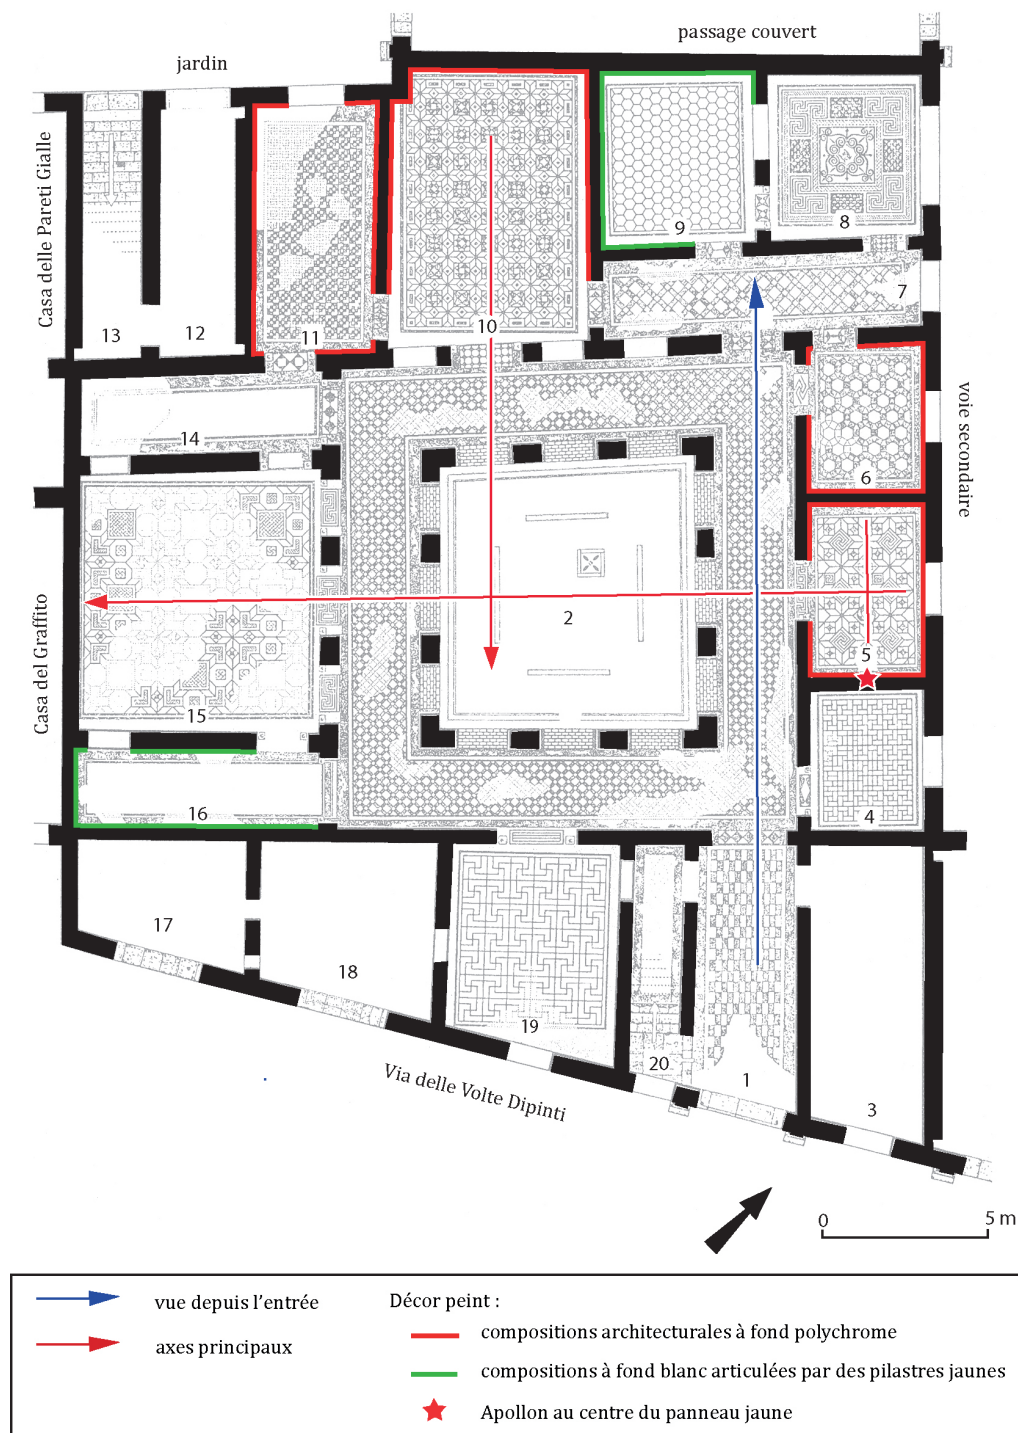 passage couvert
jardin
Casa delle Pareti Gialle
9
8
7
10
11
12
13
voie secondaire
14
6
Casa del Graffito
2
5
15
16
4
17
18
19
20
1
3
Via delle Volte Dipinti
0
5 m
vue depuis l'entrée
axes principaux
Décor peint :
compositions architecturales à fond polychrome
compositions à fond blanc articulées par des pilastres jaunes
Apollon au centre du panneau jaune